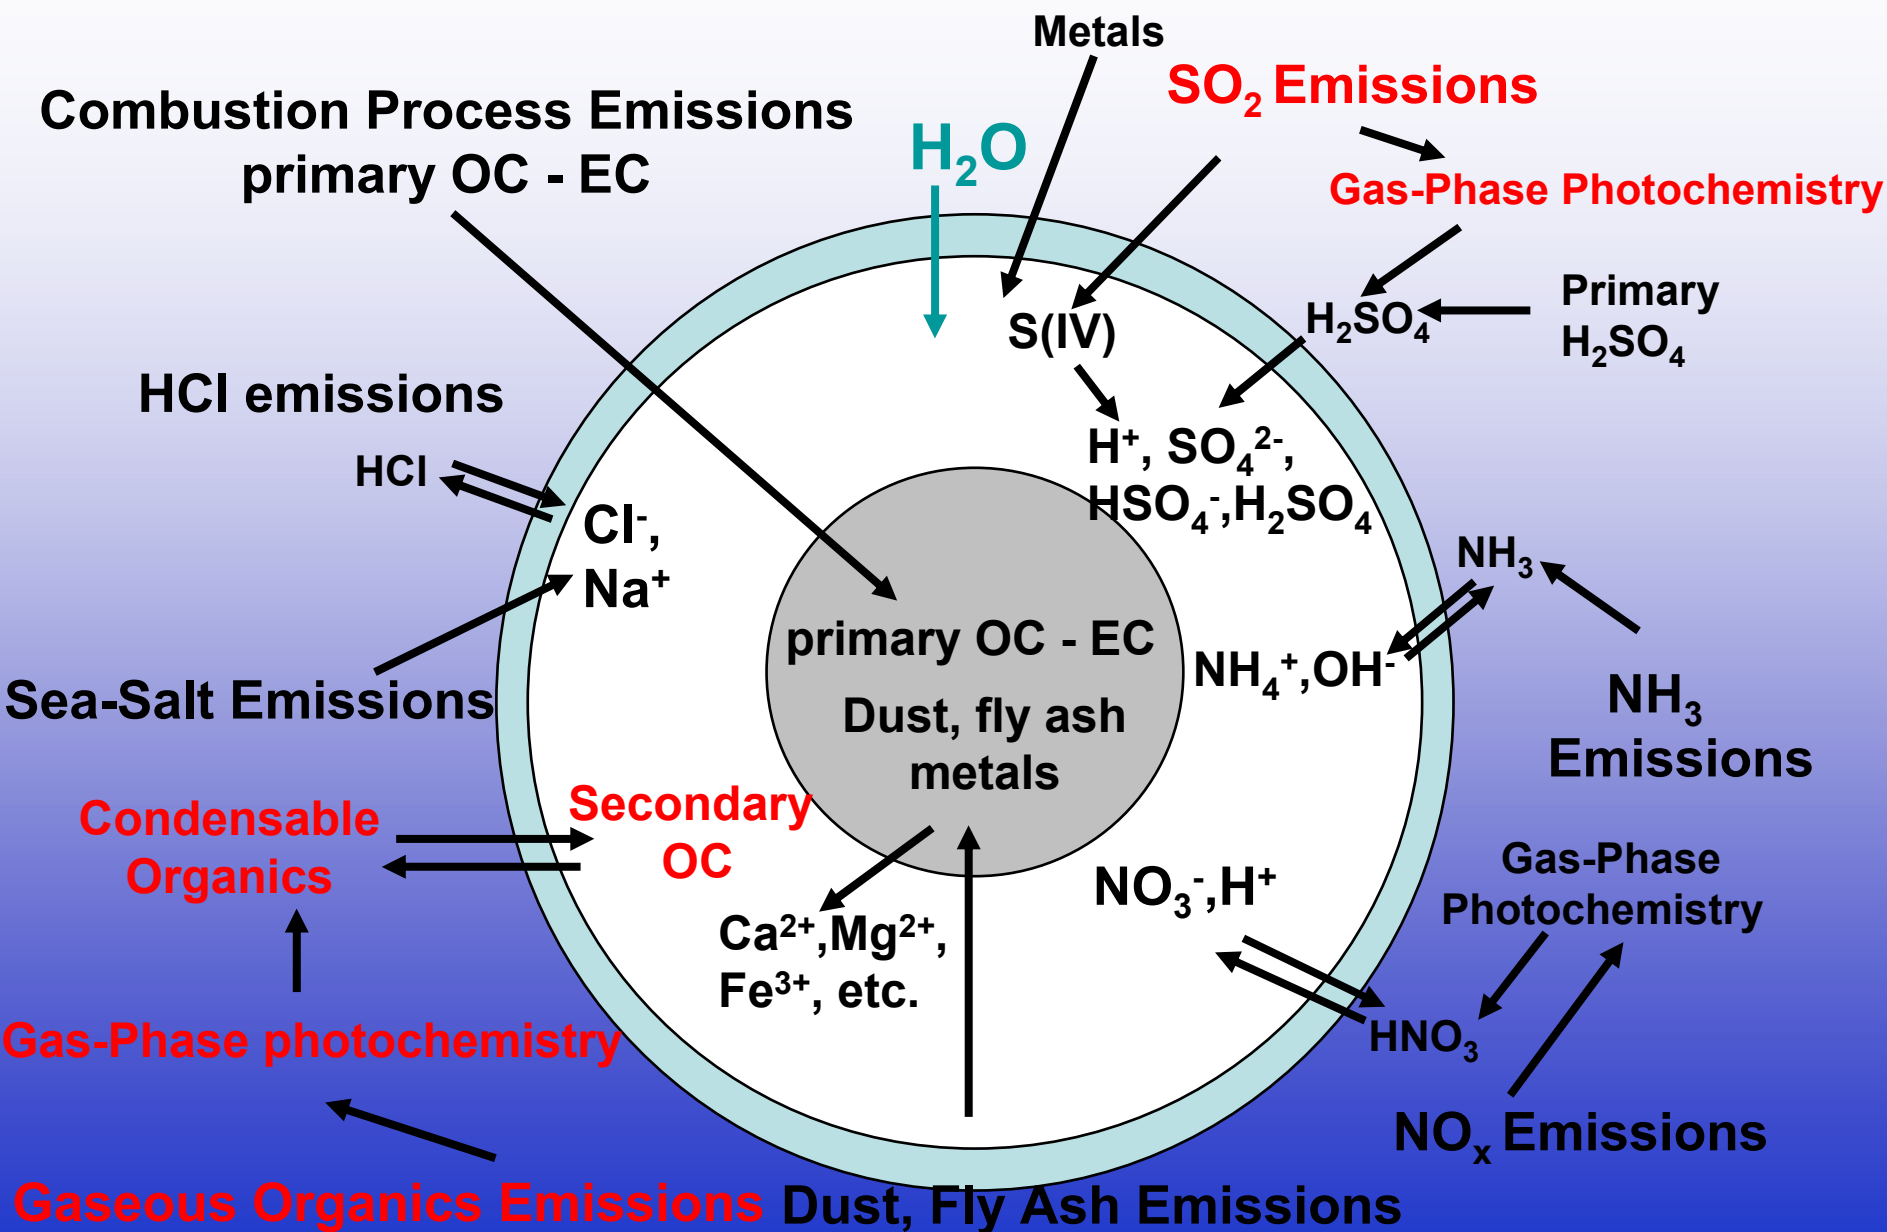 Metals
SO₂ Emissions
Combustion Process Emissions
primary OC - EC
H₂O
Gas-Phase Photochemistry
S(IV)
H₂SO₄
Primary
H₂SO₄
HCl emissions
HCl
H⁺, SO₄²⁻,
HSO₄⁻,H₂SO₄
Cl⁻,
Na⁺
NH₃
primary OC - EC
NH₄⁺,OH⁻
Sea-Salt Emissions
Dust, fly ash
metals
NH₃
Emissions
Condensable
Organics
Secondary
OC
Gas-Phase
Photochemistry
NO₃⁻,H⁺
Ca²⁺,Mg²⁺,
Fe³⁺, etc.
Gas-Phase photochemistry
HNO₃
NOₓ Emissions
Gaseous Organics Emissions
Dust, Fly Ash Emissions